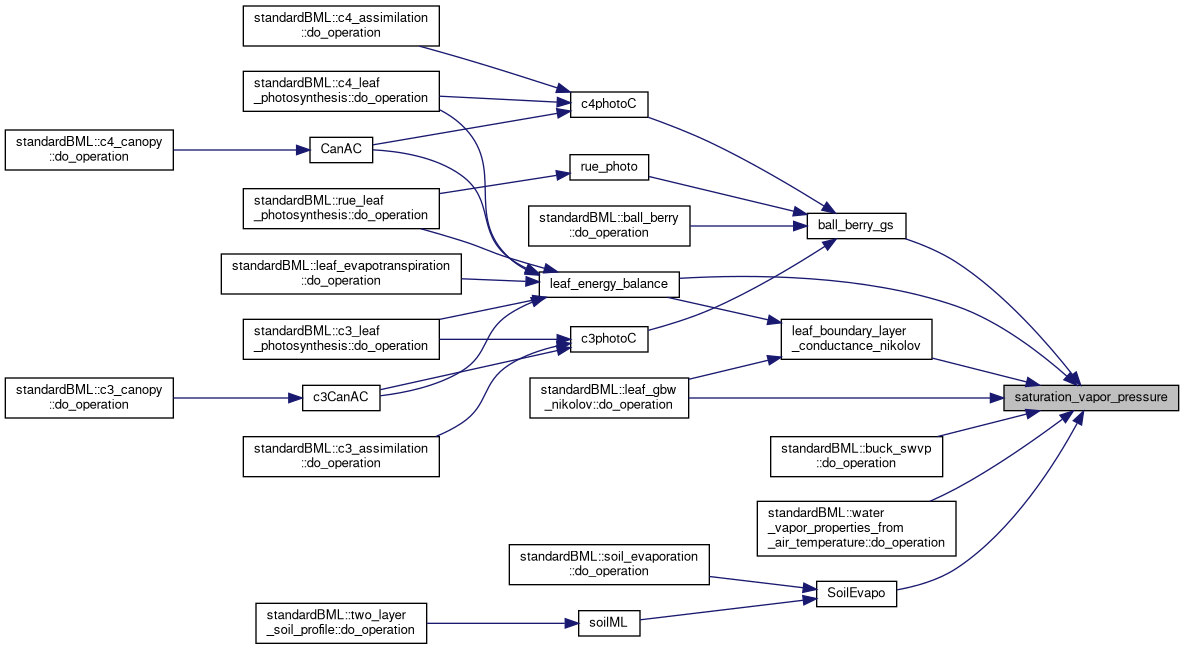 standardBML::c4_assimilation
::do_operation
standardBML::c4_leaf
_photosynthesis::do_operation
c4photoC
standardBML::c4_canopy
::do_operation
CanAC
rue_photo
standardBML::rue_leaf
_photosynthesis::do_operation
standardBML::ball_berry
::do_operation
ball_berry_gs
standardBML::leaf_evapotranspiration
::do_operation
leaf_energy_balance
standardBML::c3_leaf
_photosynthesis::do_operation
c3photoC
leaf_boundary_layer
_conductance_nikolov
standardBML::c3_canopy
::do_operation
c3CanAC
standardBML::leaf_gbw
_nikolov::do_operation
saturation_vapor_pressure
standardBML::c3_assimilation
::do_operation
standardBML::buck_swvp
::do_operation
standardBML::water
_vapor_properties_from
_air_temperature::do_operation
standardBML::soil_evaporation
::do_operation
SoilEvapo
standardBML::two_layer
_soil_profile::do_operation
soilML